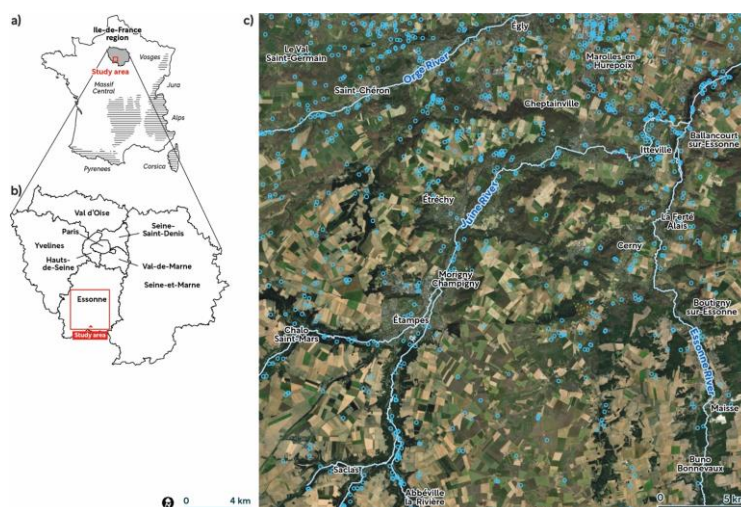 a)
Ile-de-France
region
Vosges
Study area
Massif
Central
Jura
Alps
Pyrenees
Corsica
b)
Val d'Oise
Paris
Seine-
Saint-Denis
Yvelines
Hauts-
de-Seine
Val-de-Marne
Seine-et-Marne
Essonne
Study area
0 4 km
c)
Le Val
Saint-Germain
Égly
Orge River
Marolles-en
Hurepoix
Saint-Chéron
Cheptainville
Ballancourt
sur-Essonne
Itteville
Étréchy
Juine River
La Ferté
Alais
Cerny
Morigny
Champigny
Boutigny
sur-Essonne
Étampes
Chalo
Saint-Mars
Essonne River
Maisse
Buno
Bonnevaux
Saclas
Abbéville
la-Rivière
0 5 km